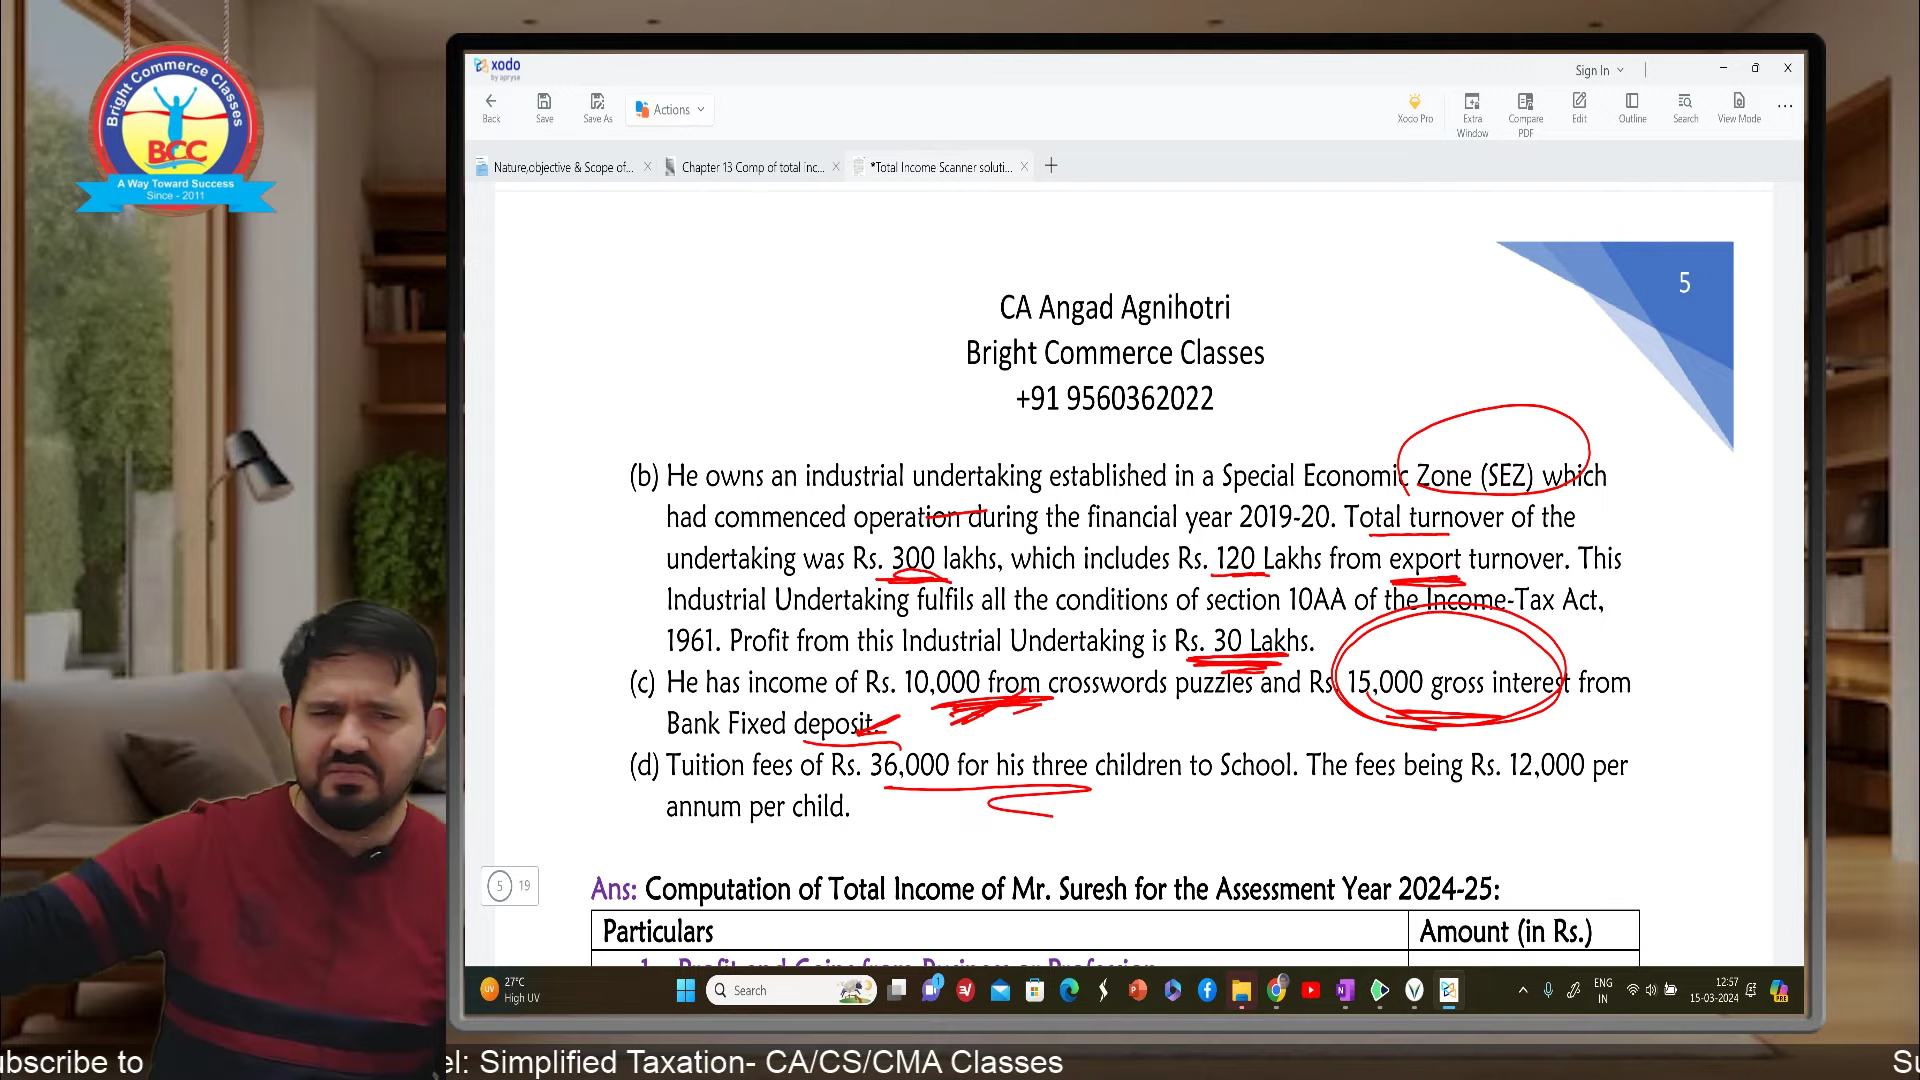 Bright Commerce Classes
BCC
A Way Toward Success
Since - 2011
xodo
by apryse
Sign In
Back
Save
Save As
Actions
Xodo Pro
Extra Window
Compare PDF
Edit
Outline
Search
View Mode
Nature,objective & Scope of...
Chapter 13 Comp of total inc...
*Total Income Scanner soluti...
5
CA Angad Agnihotri
Bright Commerce Classes
+91 9560362022
(b) He owns an industrial undertaking established in a Special Economic Zone (SEZ) which
had commenced operation during the financial year 2019-20. Total turnover of the
undertaking was Rs. 300 lakhs, which includes Rs. 120 Lakhs from export turnover. This
Industrial Undertaking fulfils all the conditions of section 10AA of the Income-Tax Act,
1961. Profit from this Industrial Undertaking is Rs. 30 Lakhs.
(c) He has income of Rs. 10,000 from crosswords puzzles and Rs. 15,000 gross interest from
Bank Fixed deposit.
(d) Tuition fees of Rs. 36,000 for his three children to School. The fees being Rs. 12,000 per
annum per child.
5 19
Ans: Computation of Total Income of Mr. Suresh for the Assessment Year 2024-25:
Particulars
Amount (in Rs.)
1. Profit and Gains from Business or Profession
27°C
High UV
Search
ENG
IN
12:57
15-03-2024
ubscribe to
el: Simplified Taxation- CA/CS/CMA Classes
Su